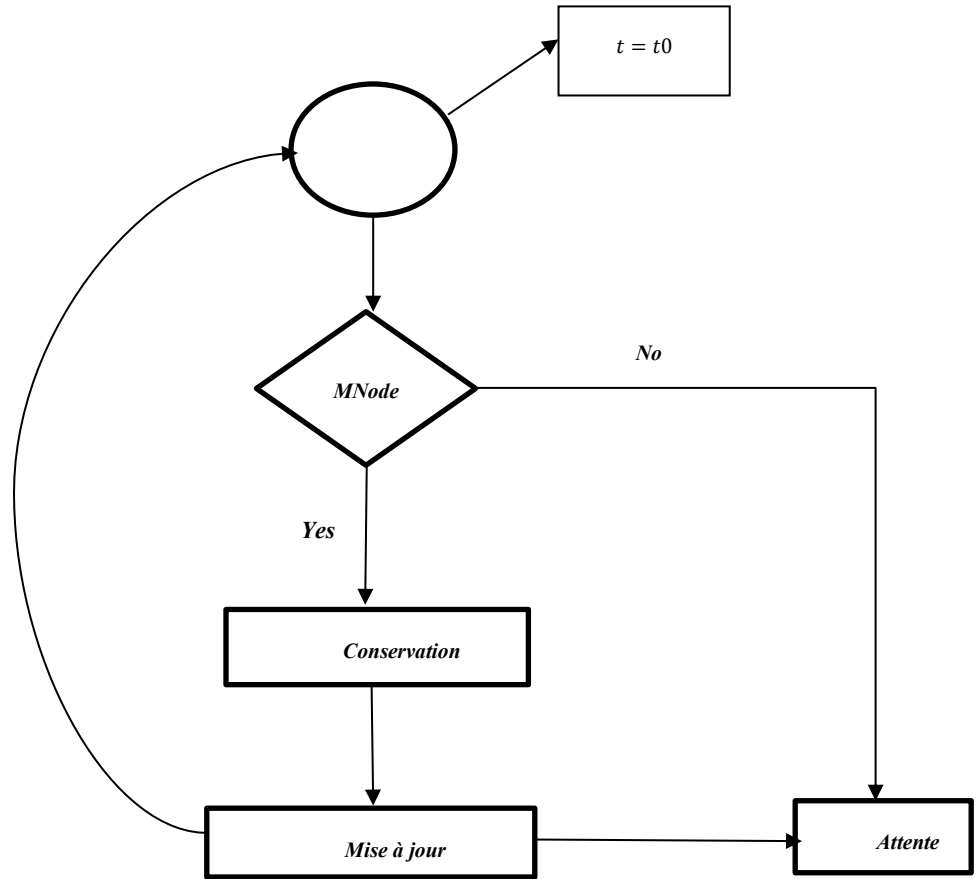 t = t0
MNode
No
Yes
Conservation
Mise à jour
Attente